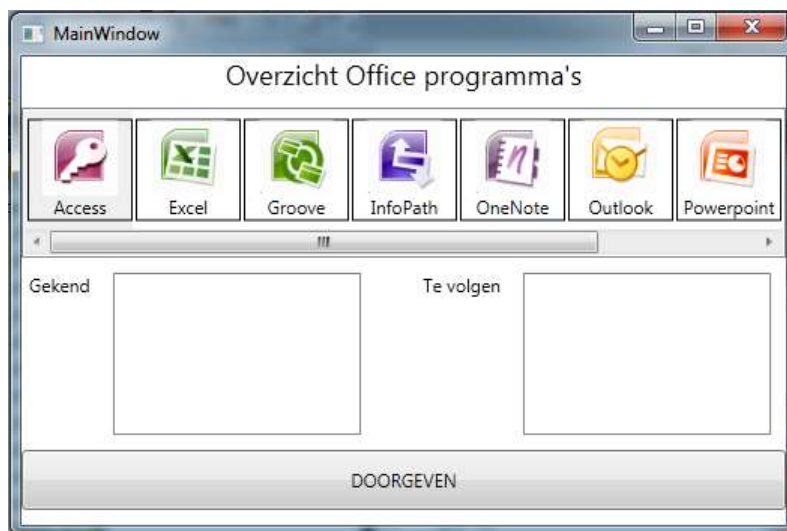 MainWindow
Overzicht Office programma's
Access Excel Groove InfoPath OneNote Outlook Powerpoint
Gekend Te volgen
DOORGEVEN